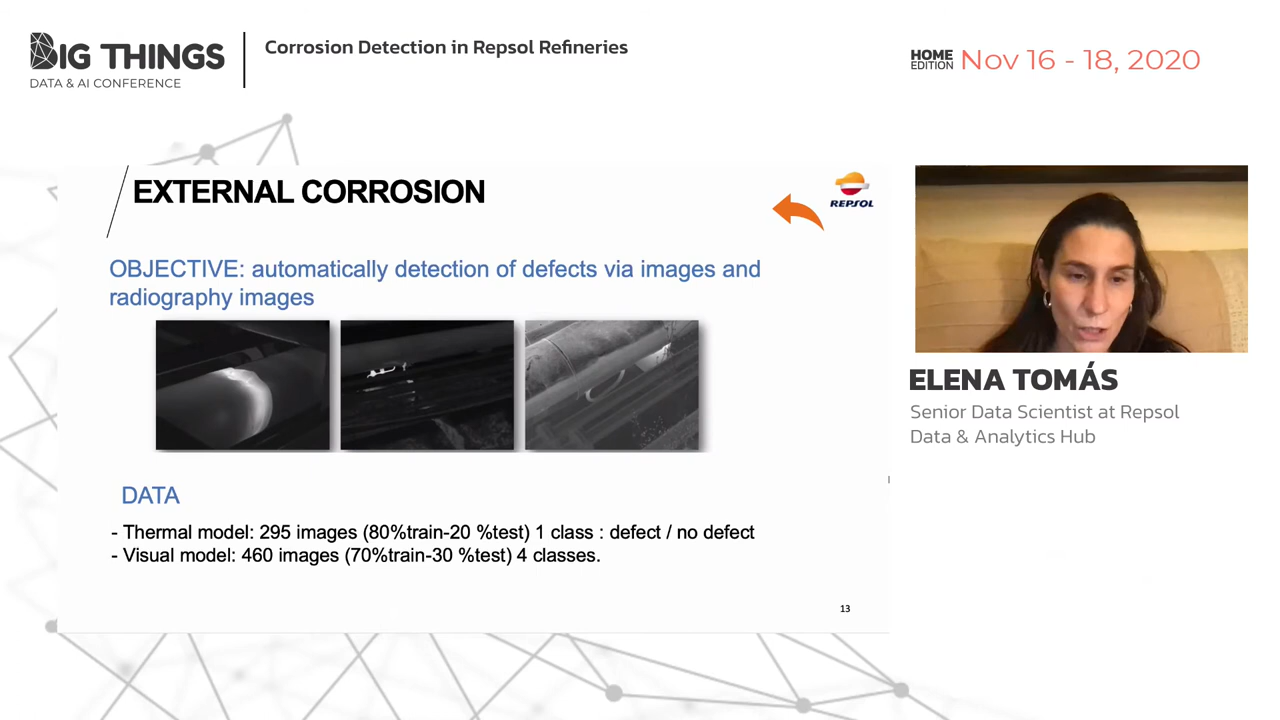 BIG THINGS
DATA & AI CONFERENCE
Corrosion Detection in Repsol Refineries
HOME
EDITION
Nov 16 - 18, 2020
EXTERNAL CORROSION
REPSOL
OBJECTIVE: automatically detection of defects via images and
radiography images
DATA
- Thermal model: 295 images (80%train-20 %test) 1 class : defect / no defect
- Visual model: 460 images (70%train-30 %test) 4 classes.
13
ELENA TOMÁS
Senior Data Scientist at Repsol
Data & Analytics Hub